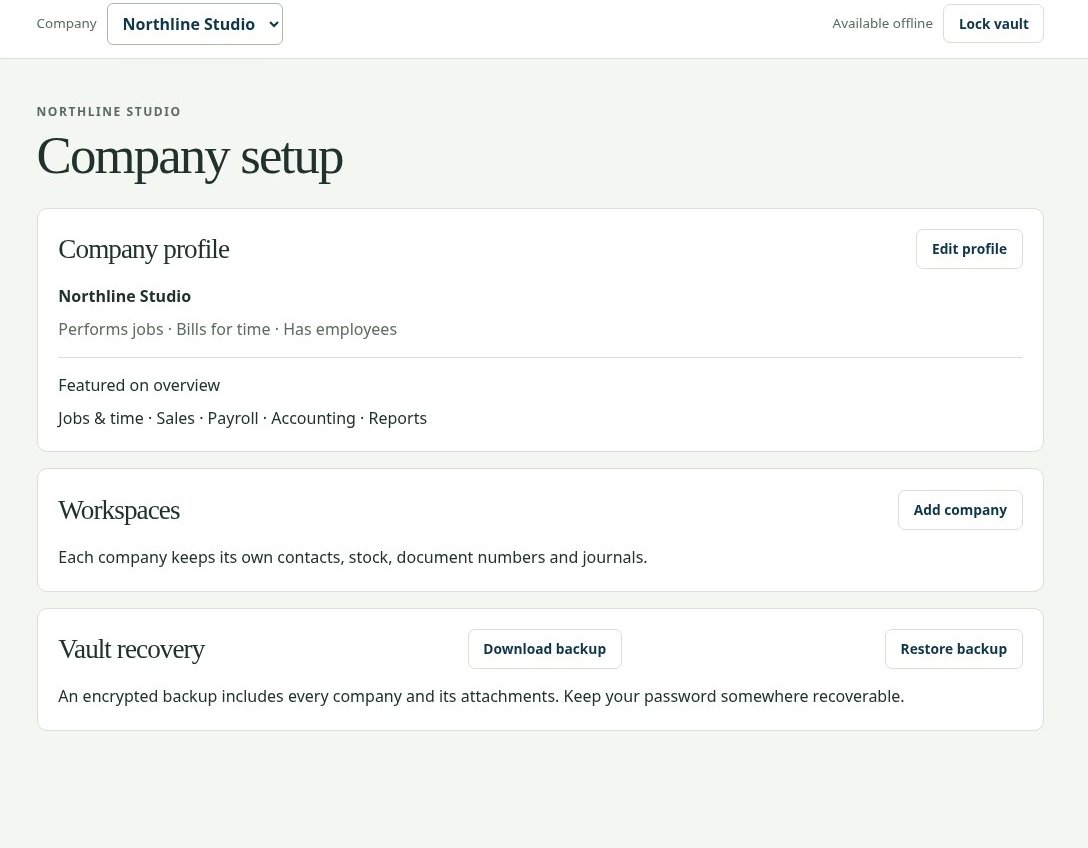 Company Northline Studio Available offline Lock vault
NORTHLINE STUDIO
Company setup
Company profile Edit profile
Northline Studio
Performs jobs · Bills for time · Has employees
Featured on overview
Jobs & time · Sales · Payroll · Accounting · Reports
Workspaces Add company
Each company keeps its own contacts, stock, document numbers and journals.
Vault recovery Download backup Restore backup
An encrypted backup includes every company and its attachments. Keep your password somewhere recoverable.